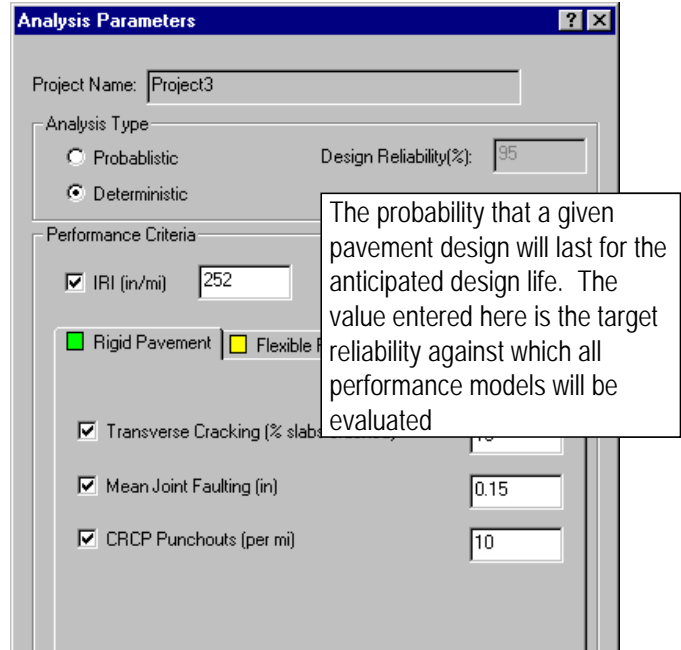 Analysis Parameters
Project Name: Project3
Analysis Type
Probablistic
Design Reliability(%): 95
Deterministic
The probability that a given
pavement design will last for the
anticipated design life. The
value entered here is the target
reliability against which all
performance models will be
evaluated
Performance Criteria
IRI (in/mi) 252
Rigid Pavement
Flexible
Transverse Cracking (% slabs
Mean Joint Faulting (in) 0.15
CRCP Punchouts (per mi) 10